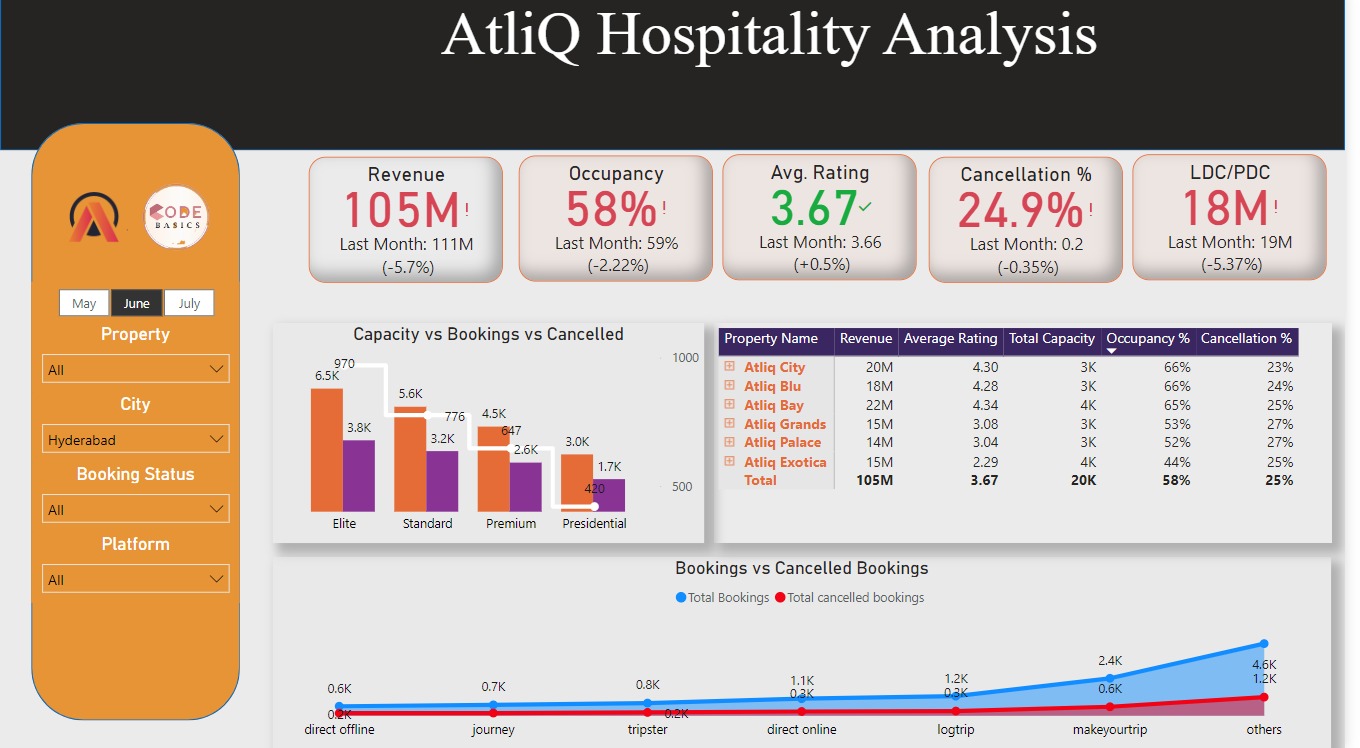 AtliQ Hospitality Analysis
CODE
BASICS
May June July
Property
All
City
Hyderabad
Booking Status
All
Platform
All
Revenue
105M!
Last Month: 111M
(-5.7%)
Occupancy
58%!
Last Month: 59%
(-2.22%)
Avg. Rating
3.67
Last Month: 3.66
(+0.5%)
Cancellation %
24.9%!
Last Month: 0.2
(-0.35%)
LDC/PDC
18M!
Last Month: 19M
(-5.37%)
Capacity vs Bookings vs Cancelled
1000
500
970
6.5K
3.8K
5.6K
776
3.2K
4.5K
647
2.6K
3.0K
1.7K
420
Elite Standard Premium Presidential
Property Name Revenue Average Rating Total Capacity Occupancy % Cancellation %
Atliq City 20M 4.30 3K 66% 23%
Atliq Blu 18M 4.28 3K 66% 24%
Atliq Bay 22M 4.34 4K 65% 25%
Atliq Grands 15M 3.08 3K 53% 27%
Atliq Palace 14M 3.04 3K 52% 27%
Atliq Exotica 15M 2.29 4K 44% 25%
Total 105M 3.67 20K 58% 25%
Bookings vs Cancelled Bookings
Total Bookings Total cancelled bookings
0.6K 0.7K 0.8K 1.1K 1.2K 2.4K 4.6K
0.2K 0.2K 0.3K 0.3K 0.6K 1.2K
direct offline journey tripster direct online logtrip makeyourtrip others